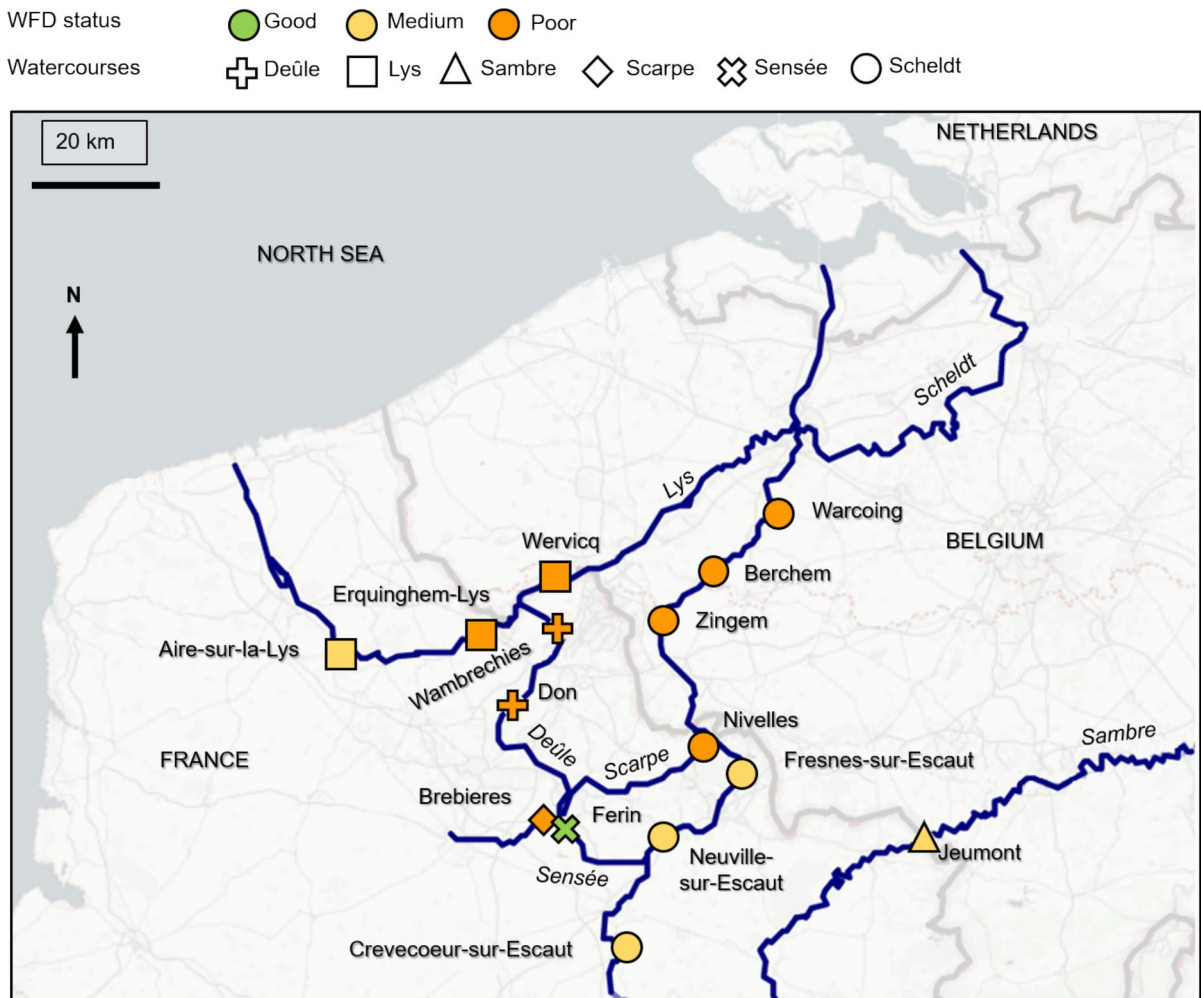 WFD status Good Medium Poor
Watercourses Deûle Lys Sambre Scarpe Sensée Scheldt
20 km
NETHERLANDS
NORTH SEA
N
Scheldt
Lys
Warcoing
Wervicq
BELGIUM
Berchem
Erquinghem-Lys
Zingem
Aire-sur-la-Lys
Wambrechies
Don
Nivelles
Sambre
Deûle
FRANCE
Scarpe
Fresnes-sur-Escaut
Brebieres
Ferin
Jeumont
Neuville-
sur-Escaut
Sensée
Crevecoeur-sur-Escaut